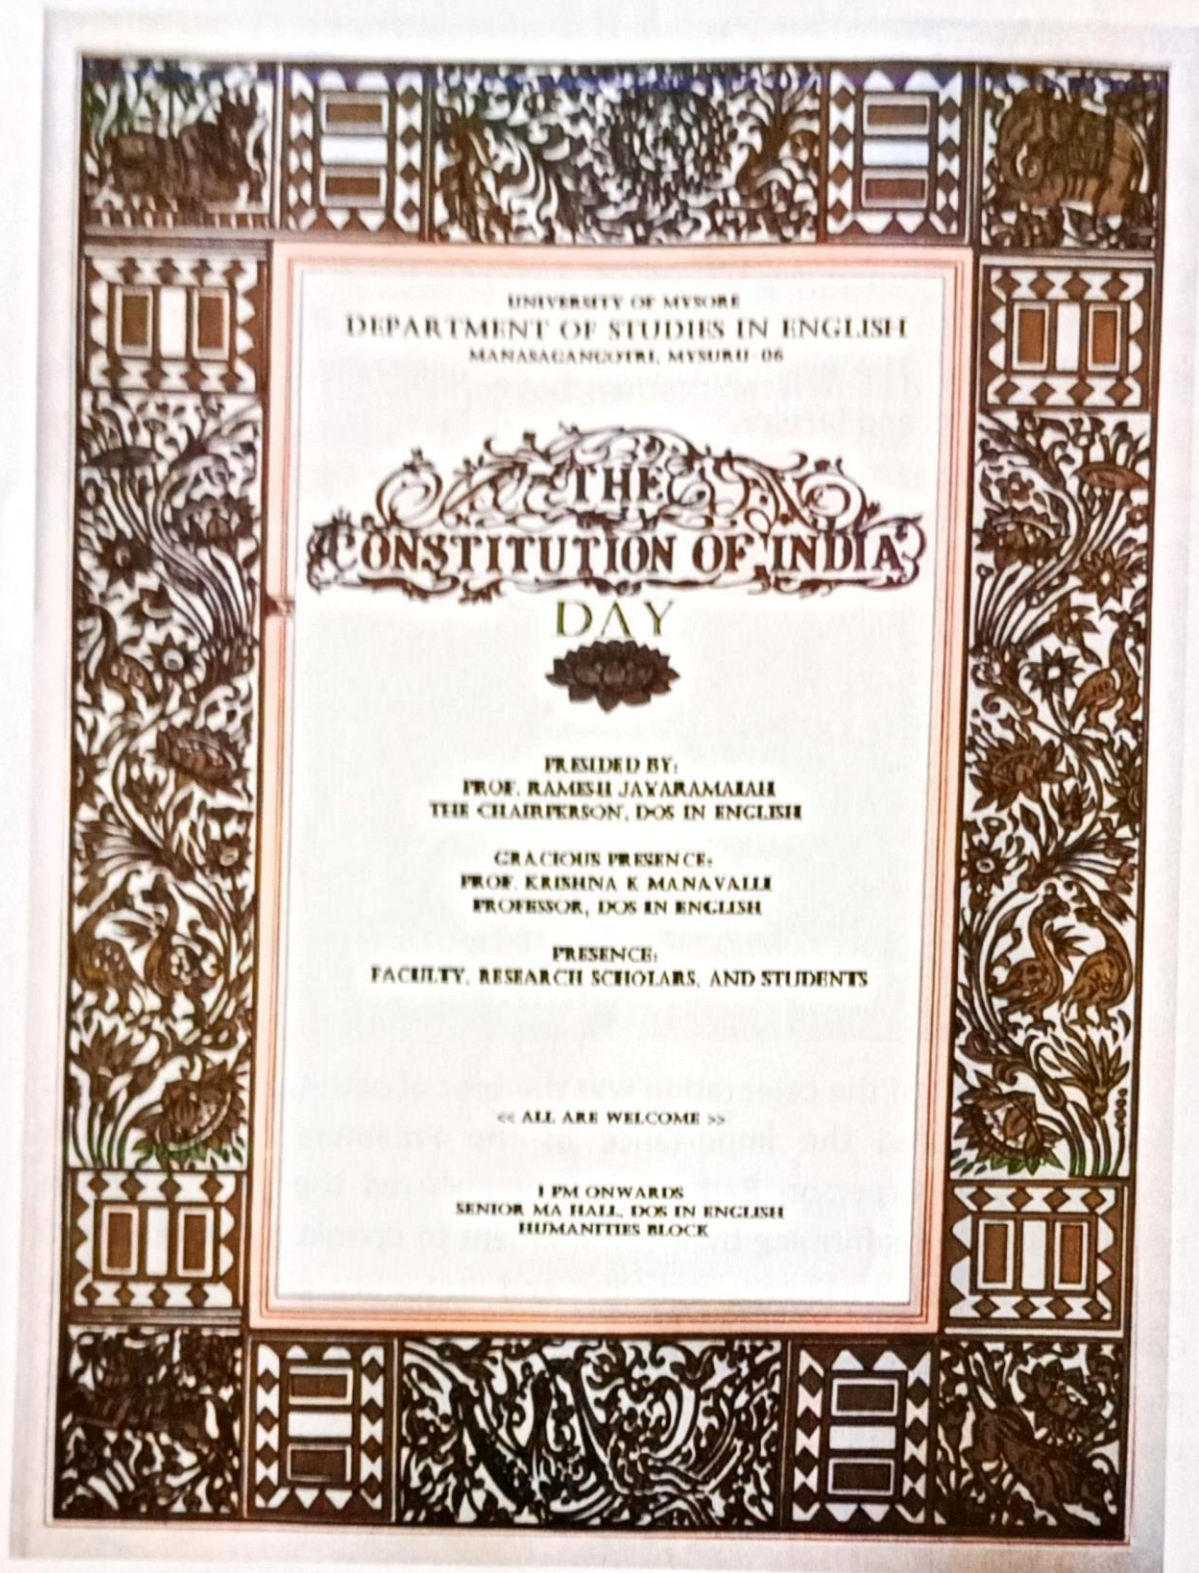 UNIVERSITY OF MYSORE
DEPARTMENT OF STUDIES IN ENGLISH
MANASAGANGOTRI, MYSURU-06
THE
CONSTITUTION OF INDIA
DAY
PRESIDED BY:
PROF. RAMESH JAYARAMAIAH
THE CHAIRPERSON, DOS IN ENGLISH
GRACIOUS PRESENCE:
PROF. KRISHNA K MANAVALLI
PROFESSOR, DOS IN ENGLISH
PRESENCE:
FACULTY, RESEARCH SCHOLARS, AND STUDENTS
<< ALL ARE WELCOME >>
1 PM ONWARDS
SENIOR MA HALL, DOS IN ENGLISH
HUMANITIES BLOCK